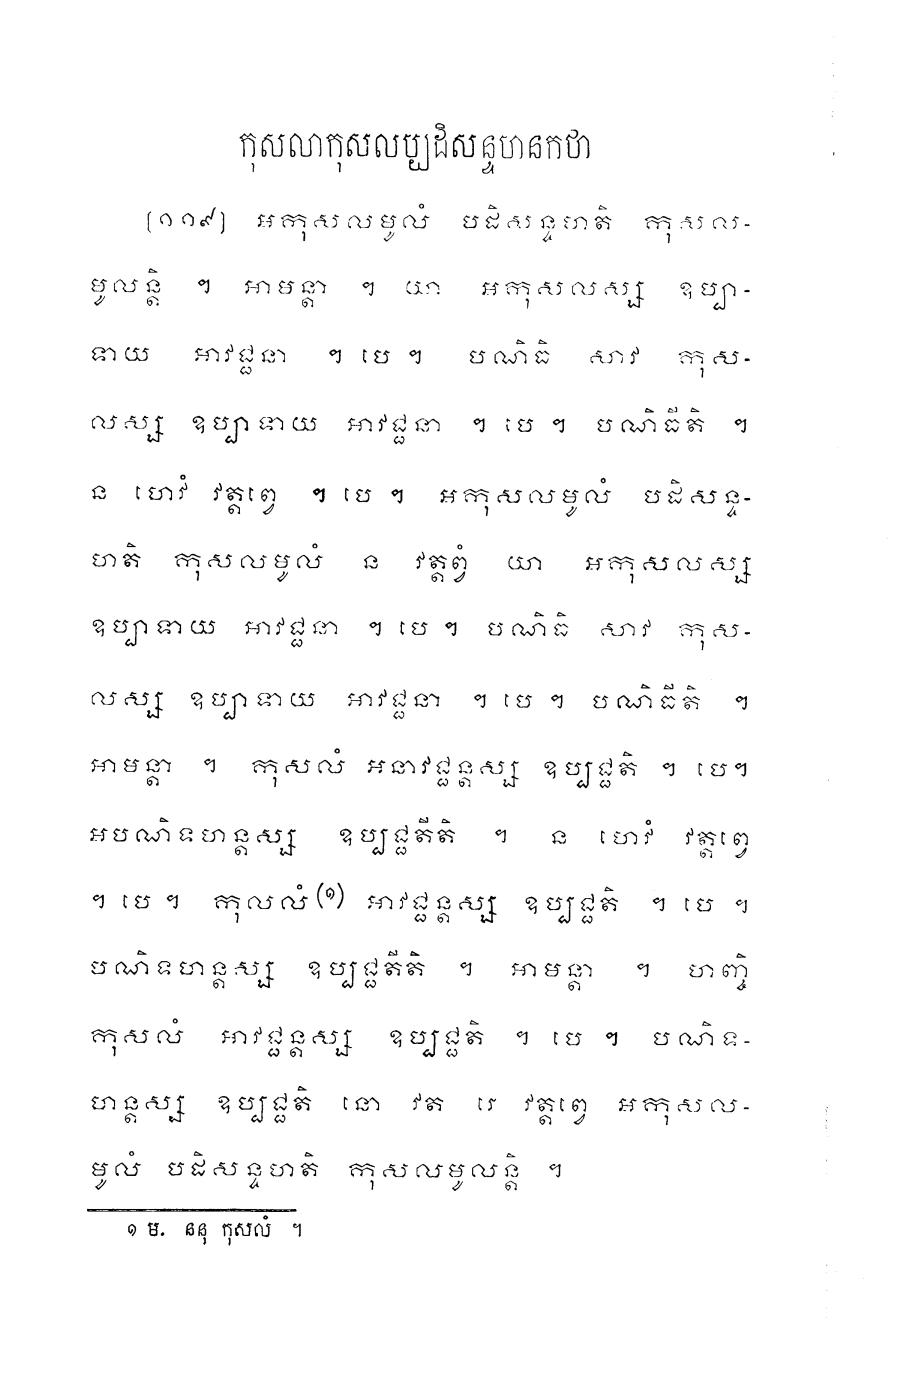 កុសលាកុសលប្បដិសន្ទហនកថា
[១១៩] អកុសលមូលំ បដិសន្ទហតិ កុសល-
មូលន្តិ ។ អាមន្តា ។ យា អកុសលស្ស ឧប្បា-
ទាយ អាវជ្ជនា ។ បេ ។ បណិធិ សាវ កុស-
លស្ស ឧប្បាទាយ អាវជ្ជនា ។ បេ ។ បណិធីតិ ។
ន ហេវំ វត្តព្វេ ។ បេ ។ អកុសលមូលំ បដិសន្ទ-
ហតិ កុសលមូលំ ន វត្តព្វំ យា អកុសលស្ស
ឧប្បាទាយ អាវជ្ជនា ។ បេ ។ បណិធិ សាវ កុស-
លស្ស ឧប្បាទាយ អាវជ្ជនា ។ បេ ។ បណិធីតិ ។
អាមន្តា ។ កុសលំ អនាវជ្ជន្តស្ស ឧប្បជ្ជតិ ។ បេ។
អបណិទហន្តស្ស ឧប្បជ្ជតីតិ ។ ន ហេវំ វត្តព្វេ
។ បេ ។ កុលលំ(១) អាវជ្ជន្តស្ស ឧប្បជ្ជតិ ។ បេ ។
បណិទហន្តស្ស ឧប្បជ្ជតីតិ ។ អាមន្តា ។ ហញ្ចិ
កុសលំ អាវជ្ជន្តស្ស ឧប្បជ្ជតិ ។ បេ ។ បណិទ-
ហន្តស្ស ឧប្បជ្ជតិ នោ វត រេ វត្តព្វេ អកុសល-
មូលំ បដិសន្ទហតិ កុសលមូលន្តិ ។
១ ម. ននុ កុសលំ ។